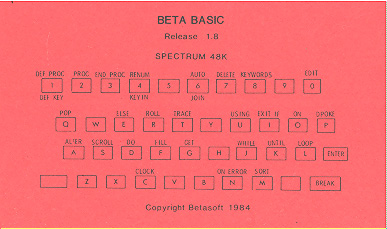 BETA BASIC
Release 1.8
SPECTRUM 48K
DEF PROC PROC END PROC RENUM AUTO DELETE KEYWORDS EDIT
1 2 3 4 5 6 7 8 9 0
DEF KEY KEYIN JOIN
POP ELSE ROLL TRACE USING EXIT IF ON DPOKE
Q W E R T Y U I O P
ALTER SCROLL DO FILL GET WHILE UNTIL LOOP
A S D F G H J K L ENTER
CLOCK ON ERROR SORT
Z X C V B N M BREAK
Copyright Betasoft 1984